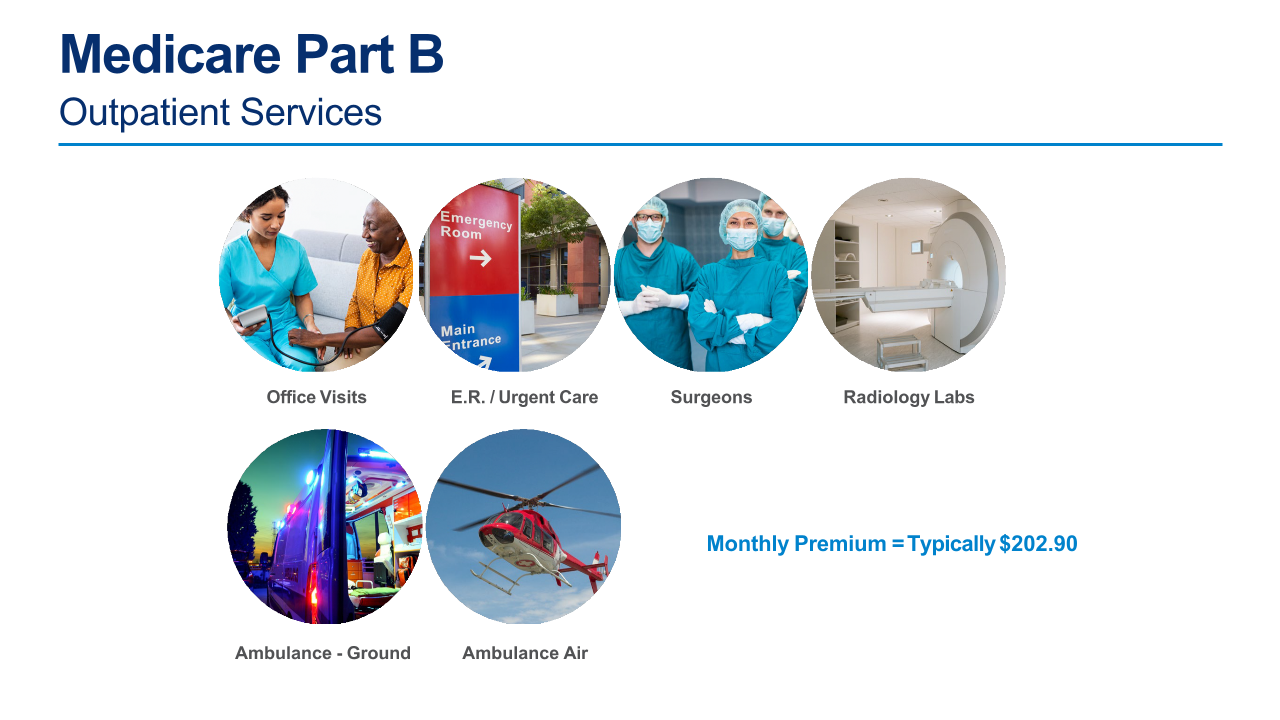 Medicare Part B
Outpatient Services
Emergency
Room
Main
Entrance
Office Visits
E.R. / Urgent Care
Surgeons
Radiology Labs
Monthly Premium = Typically $202.90
Ambulance - Ground
Ambulance Air